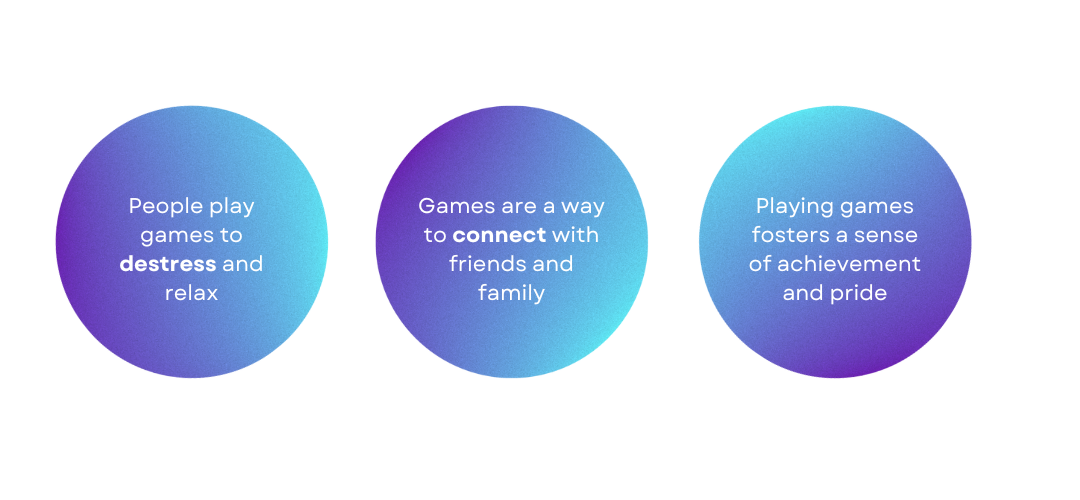 People play
games to
destress and
relax
Games are a way
to connect with
friends and
family
Playing games
fosters a sense
of achievement
and pride